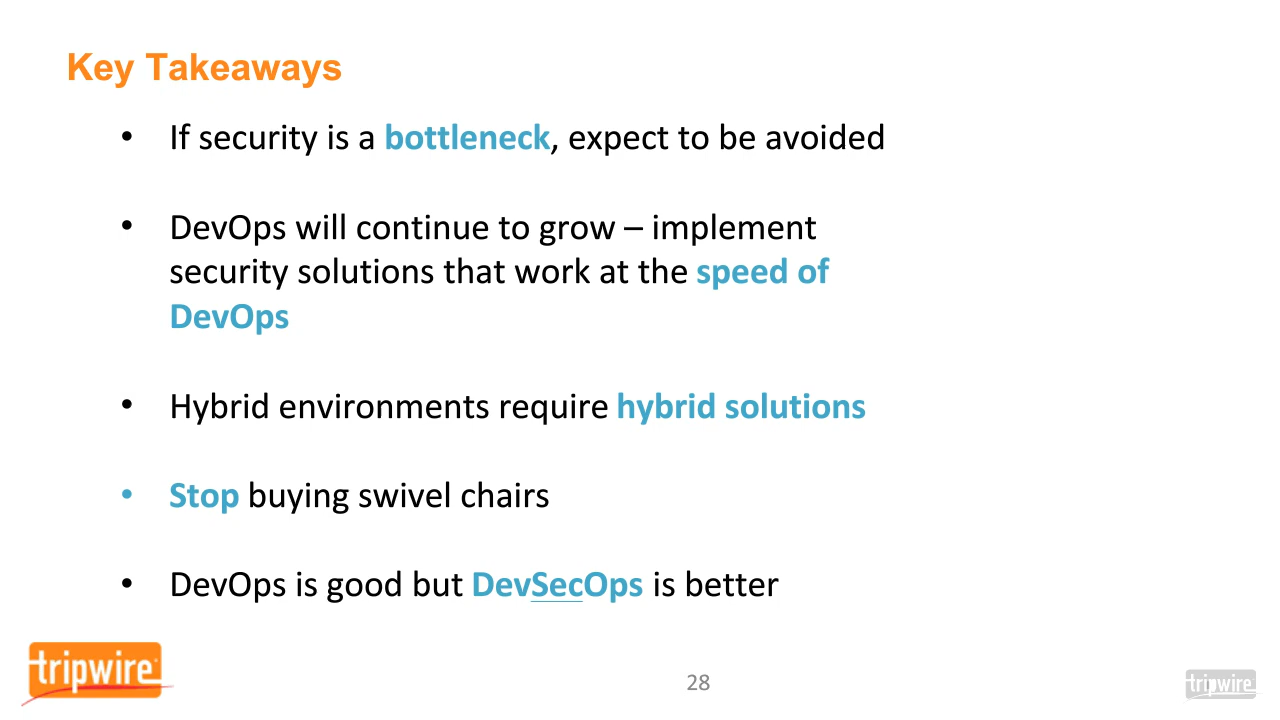 Key Takeaways
• If security is a bottleneck, expect to be avoided
• DevOps will continue to grow – implement
security solutions that work at the speed of
DevOps
• Hybrid environments require hybrid solutions
• Stop buying swivel chairs
• DevOps is good but DevSecOps is better
tripwire
28
tripwire